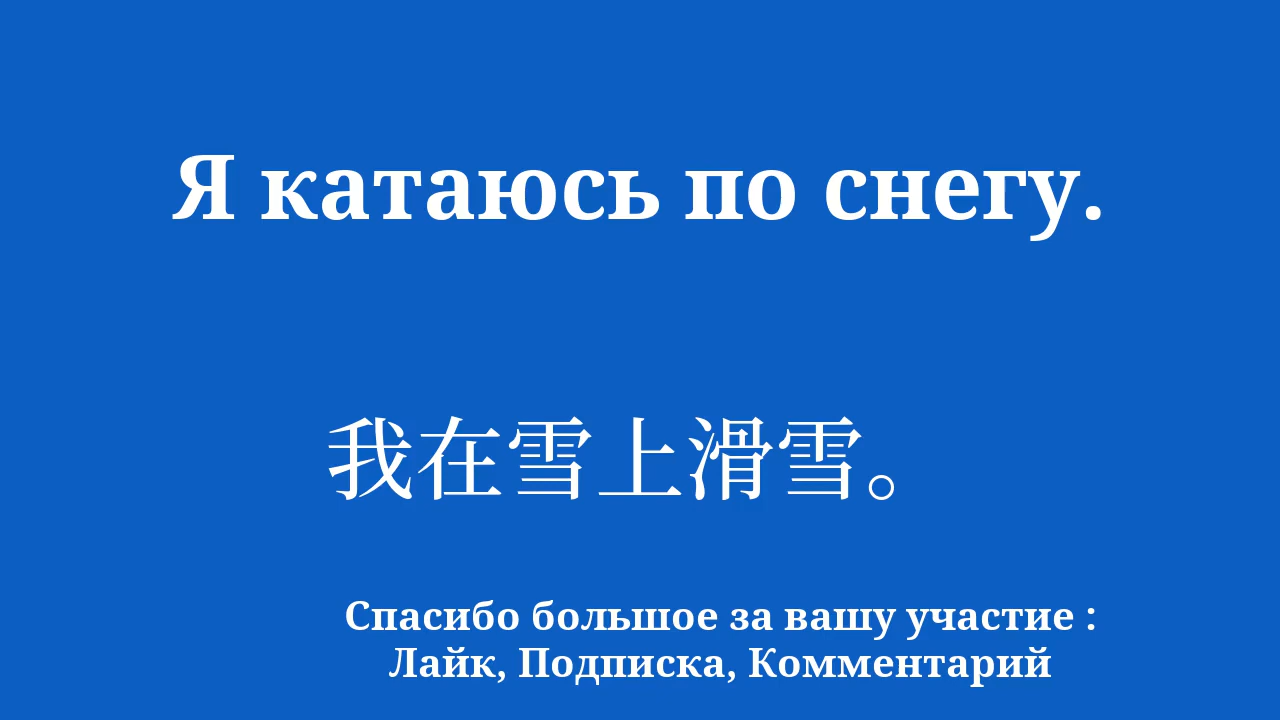 Я катаюсь по снегу.
我在雪上滑雪。
Спасибо большое за вашу участие :
Лайк, Подписка, Комментарий